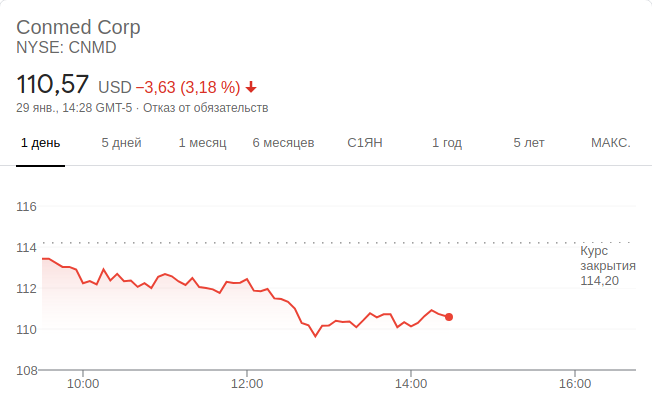 Conmed Corp
NYSE: CNMD
110,57 USD −3,63 (3,18 %)
29 янв., 14:28 GMT-5 · Отказ от обязательств
1 день 5 дней 1 месяц 6 месяцев С1ЯН 1 год 5 лет МАКС.
116
114
Курс
закрытия
114,20
112
110
108
10:00 12:00 14:00 16:00